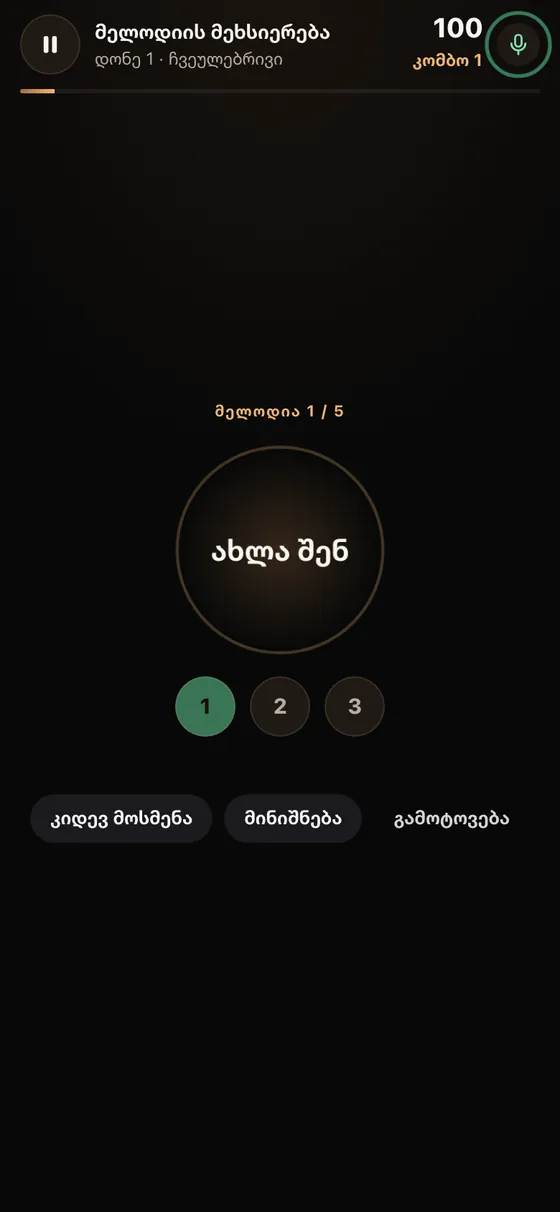 მელოდიის მეხსიერება
დონე 1 · ჩვეულებრივი
100
კომბო 1
მელოდია 1 / 5
ახლა შენ
1 2 3
კიდევ მოსმენა მინიშნება გამოტოვება